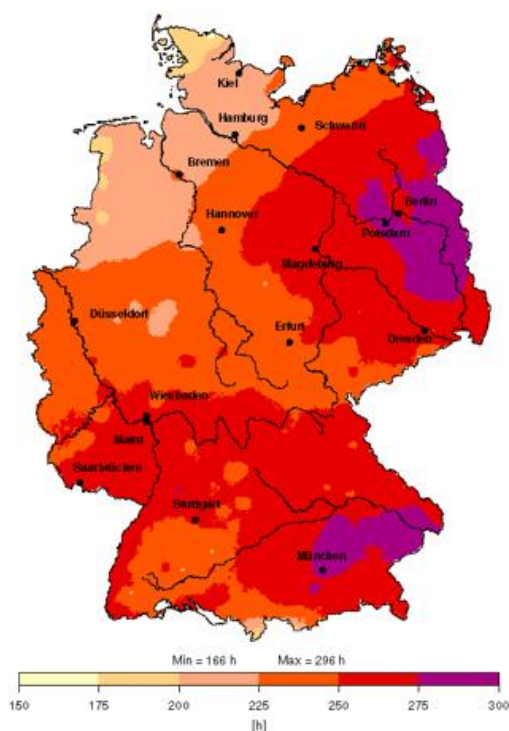 Kiel
Hamburg
Schwerin
Bremen
Hannover
Berlin
Potsdam
Magdeburg
Düsseldorf
Erfurt
Dresden
Wiesbaden
Mainz
Saarbrücken
Stuttgart
München
Min = 166 h Max = 296 h
150 175 200 225 250 275 300
[h]